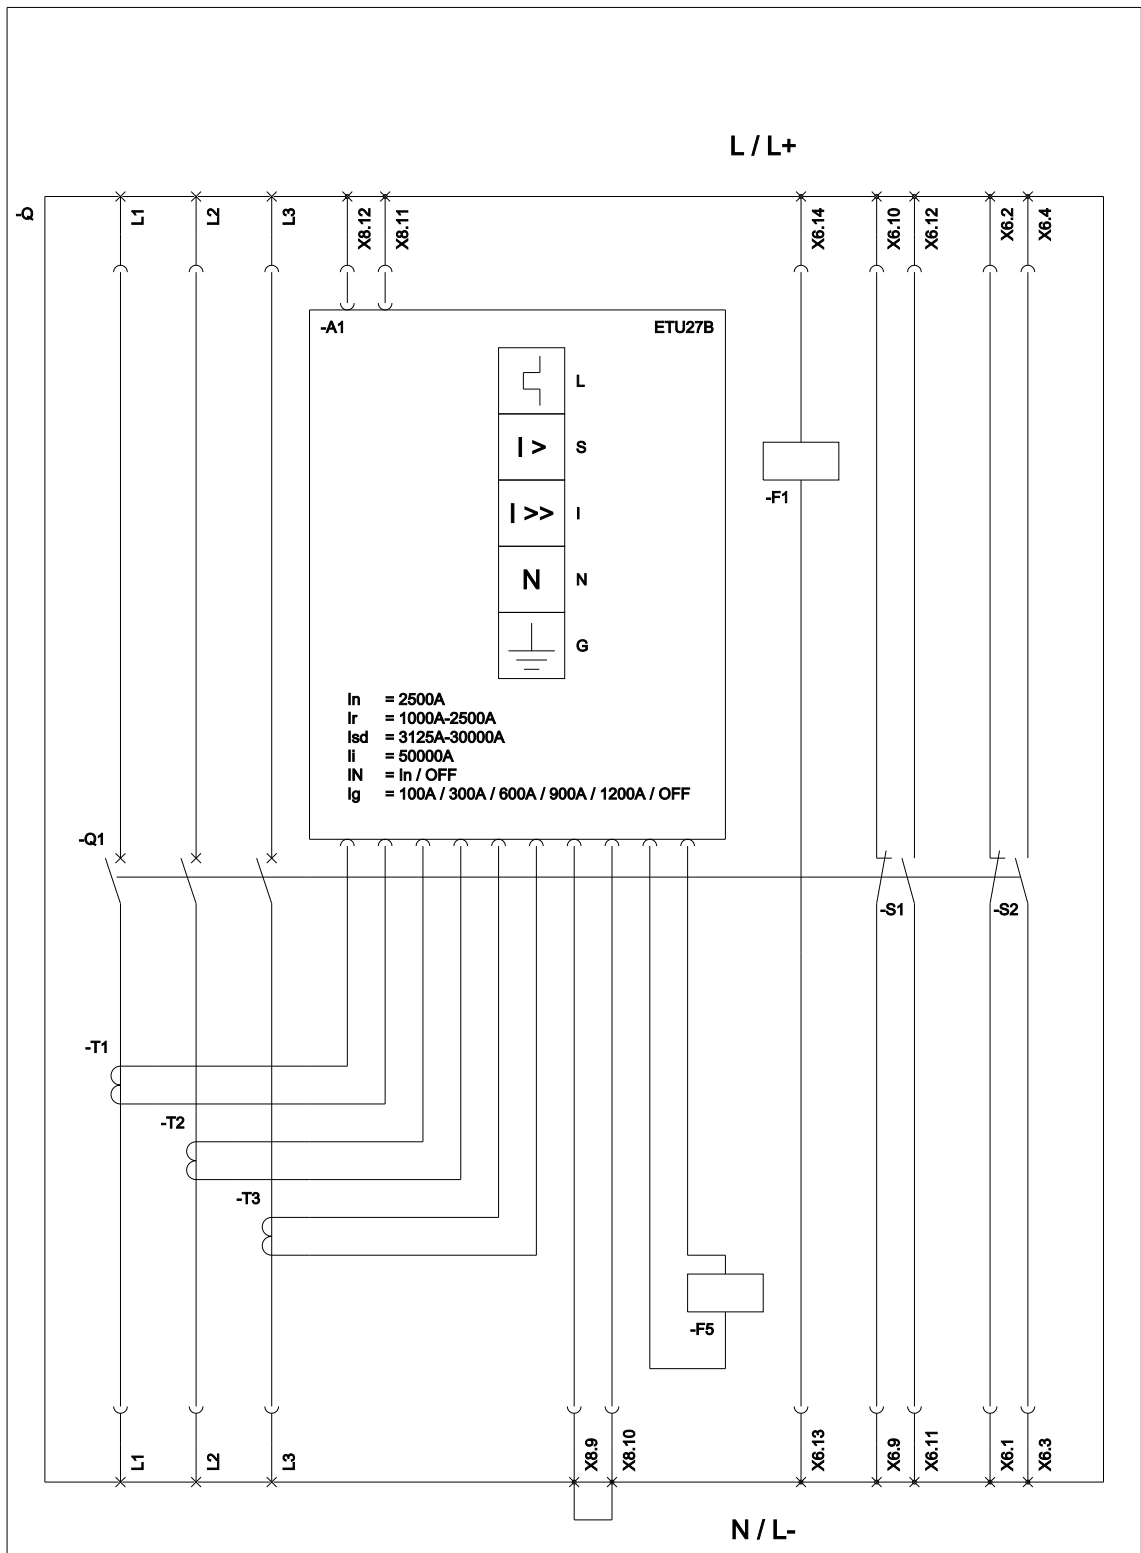 L / L+
-Q
L1
L2
L3
X8.12
X8.11
X6.14
X6.10
X6.12
X6.2
X6.4
-A1 ETU27B
L
I > S
I >> I
N N
G
In = 2500A
Ir = 1000A-2500A
Isd = 3125A-30000A
Ii = 50000A
IN = In / OFF
Ig = 100A / 300A / 600A / 900A / 1200A / OFF
-F1
-Q1
-S1
-S2
-T1
-T2
-T3
-F5
L1
L2
L3
X8.9
X8.10
X6.13
X6.9
X6.11
X6.1
X6.3
N / L-